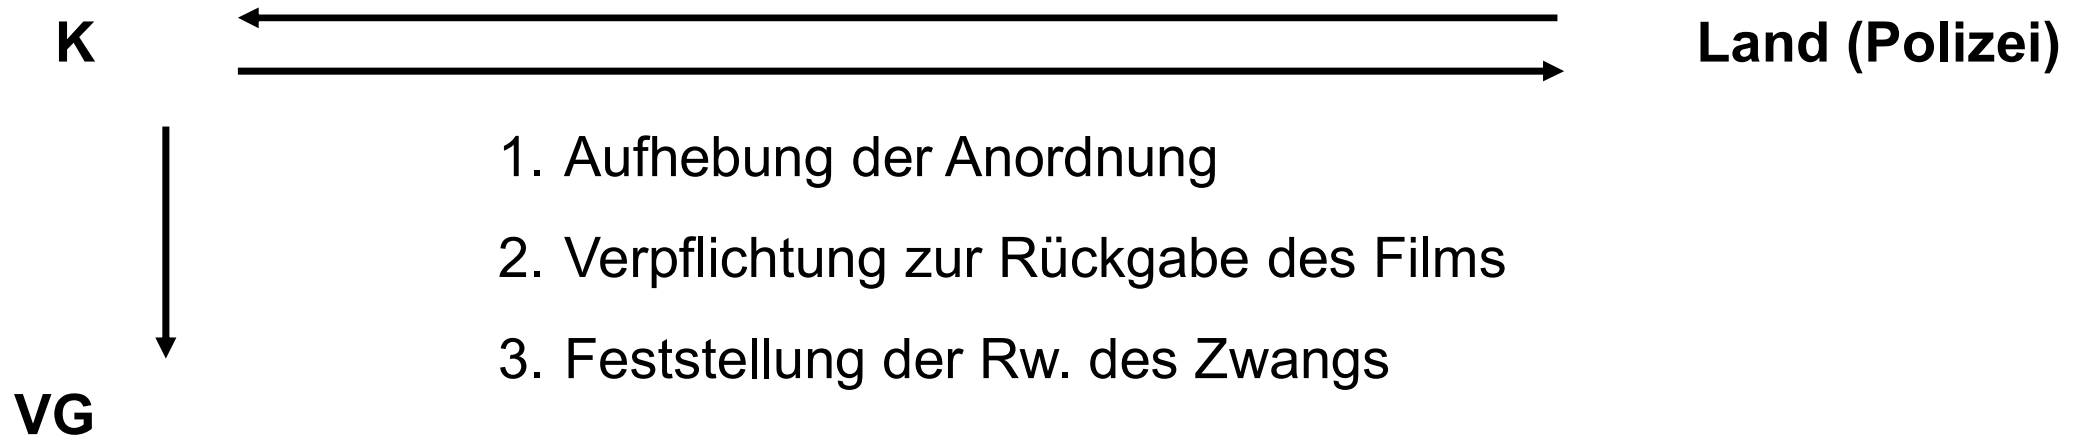 K
Land (Polizei)
1. Aufhebung der Anordnung
2. Verpflichtung zur Rückgabe des Films
3. Feststellung der Rw. des Zwangs
VG